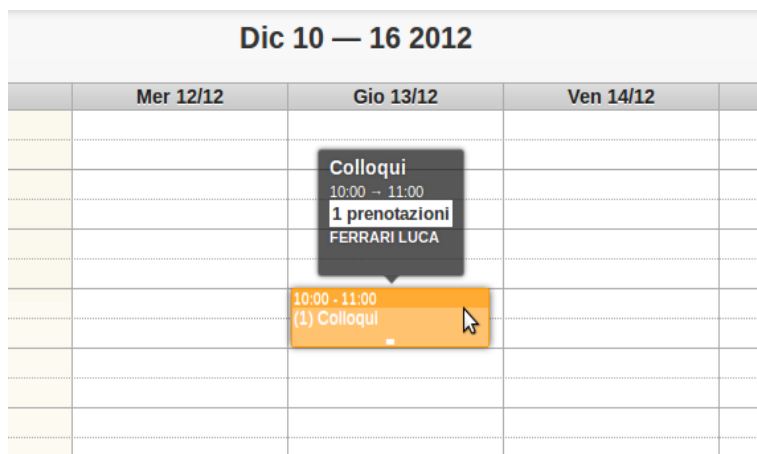 Dic 10 — 16 2012
Mer 12/12
Gio 13/12
Ven 14/12
Colloqui
10:00 → 11:00
1 prenotazioni
FERRARI LUCA
10:00 - 11:00
(1) Colloqui